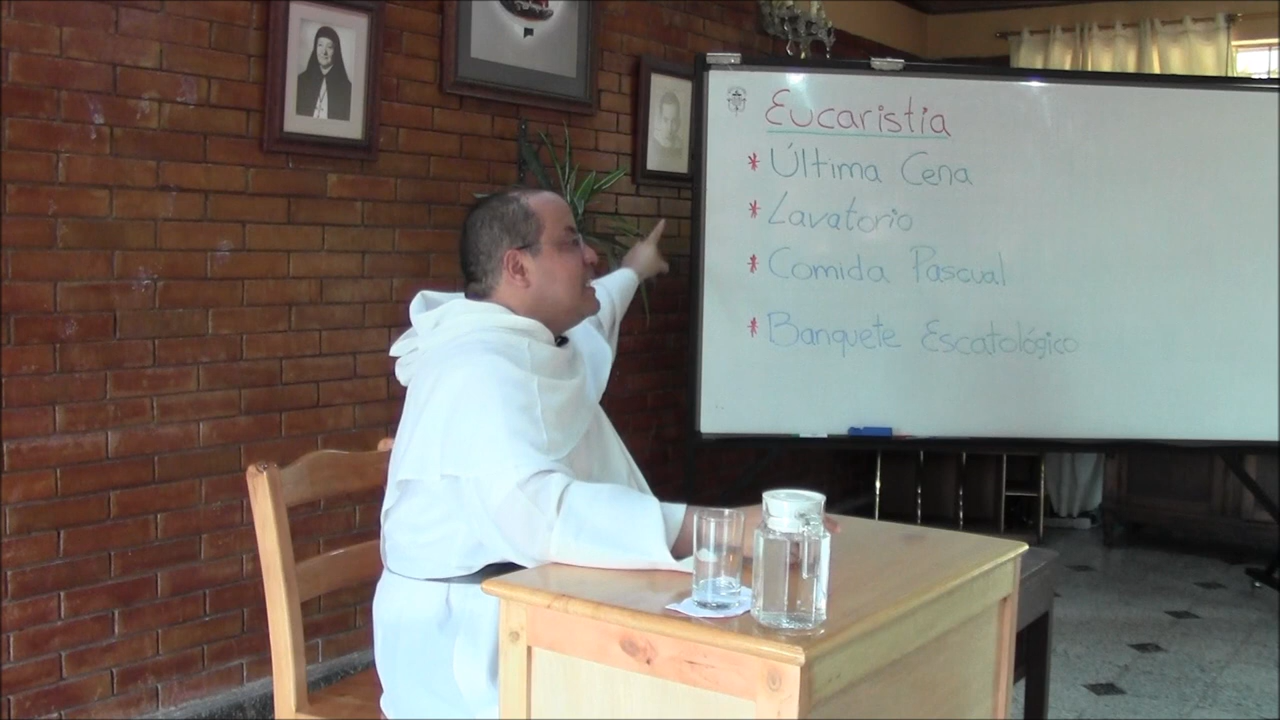 Eucaristia
* Última Cena
* Lavatorio
* Comida Pascual
* Banquete Escatológico